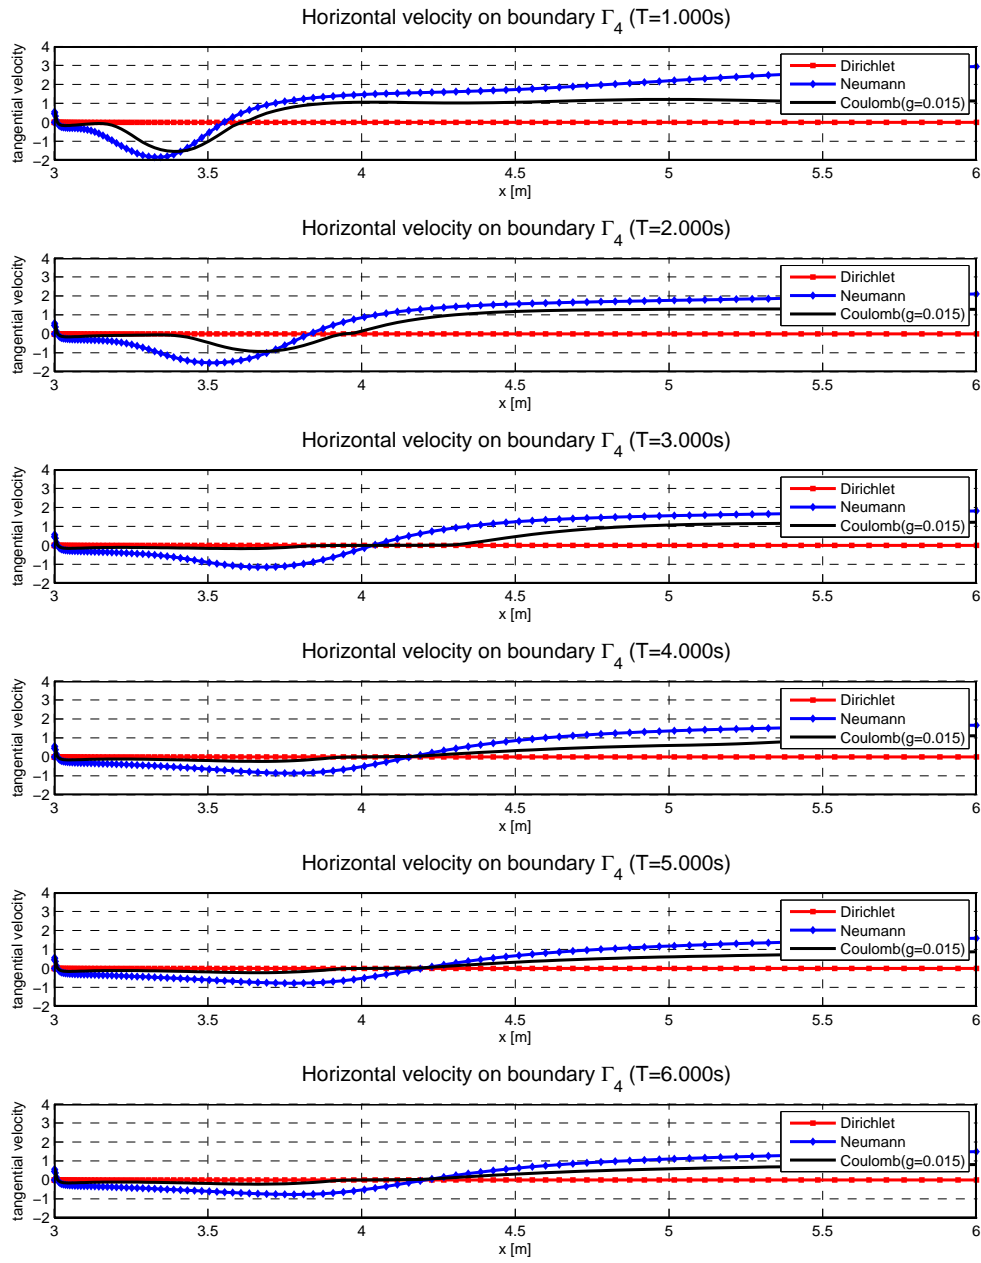 Horizontal velocity on boundary Γ4 (T=1.000s)
tangential velocity
4
3
2
1
0
−1
−2
Dirichlet
Neumann
Coulomb(g=0.015)
3
3.5
4
4.5
5
5.5
6
x [m]
Horizontal velocity on boundary Γ4 (T=2.000s)
tangential velocity
4
3
2
1
0
−1
−2
Dirichlet
Neumann
Coulomb(g=0.015)
3
3.5
4
4.5
5
5.5
6
x [m]
Horizontal velocity on boundary Γ4 (T=3.000s)
tangential velocity
4
3
2
1
0
−1
−2
Dirichlet
Neumann
Coulomb(g=0.015)
3
3.5
4
4.5
5
5.5
6
x [m]
Horizontal velocity on boundary Γ4 (T=4.000s)
tangential velocity
4
3
2
1
0
−1
−2
Dirichlet
Neumann
Coulomb(g=0.015)
3
3.5
4
4.5
5
5.5
6
x [m]
Horizontal velocity on boundary Γ4 (T=5.000s)
tangential velocity
4
3
2
1
0
−1
−2
Dirichlet
Neumann
Coulomb(g=0.015)
3
3.5
4
4.5
5
5.5
6
x [m]
Horizontal velocity on boundary Γ4 (T=6.000s)
tangential velocity
4
3
2
1
0
−1
−2
Dirichlet
Neumann
Coulomb(g=0.015)
3
3.5
4
4.5
5
5.5
6
x [m]